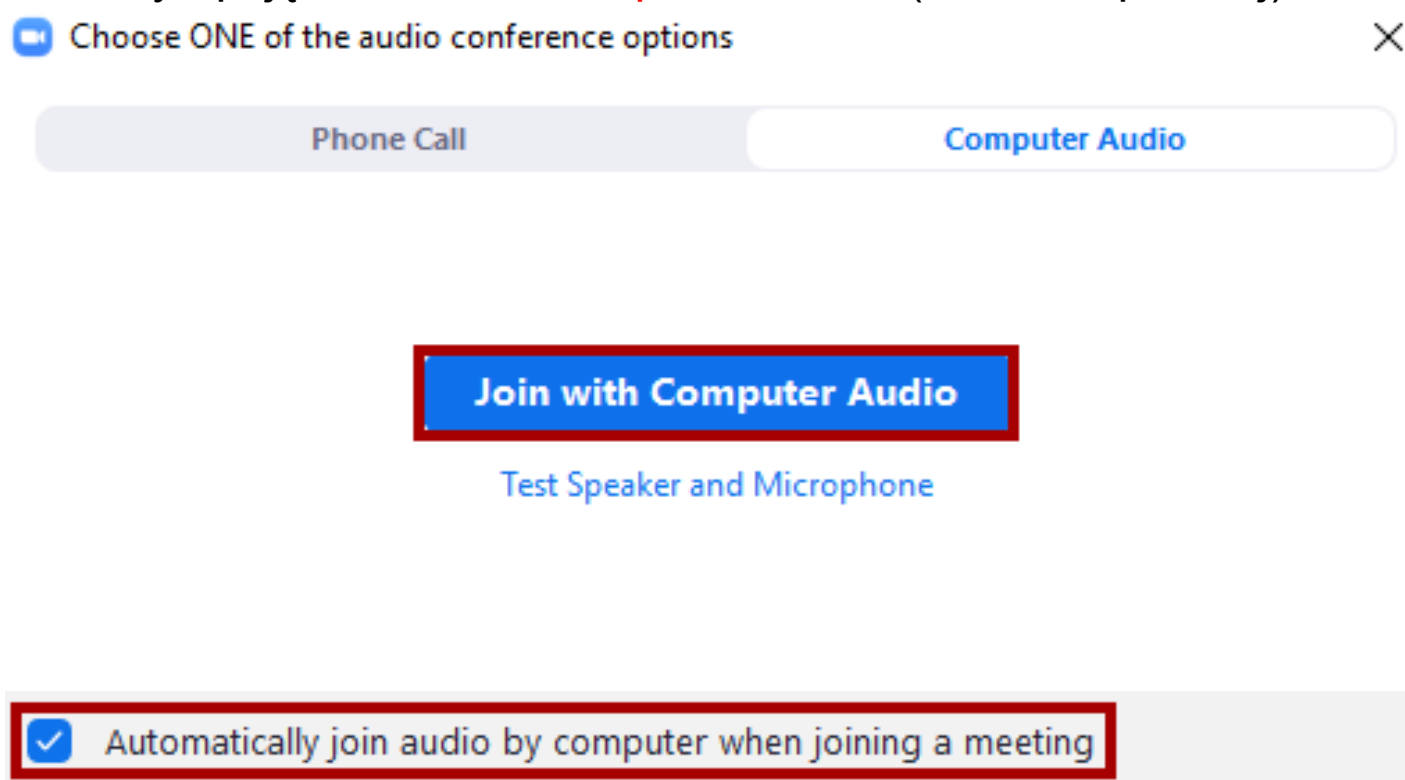 Choose ONE of the audio conference options
Phone Call
Computer Audio
Join with Computer Audio
Test Speaker and Microphone
Automatically join audio by computer when joining a meeting